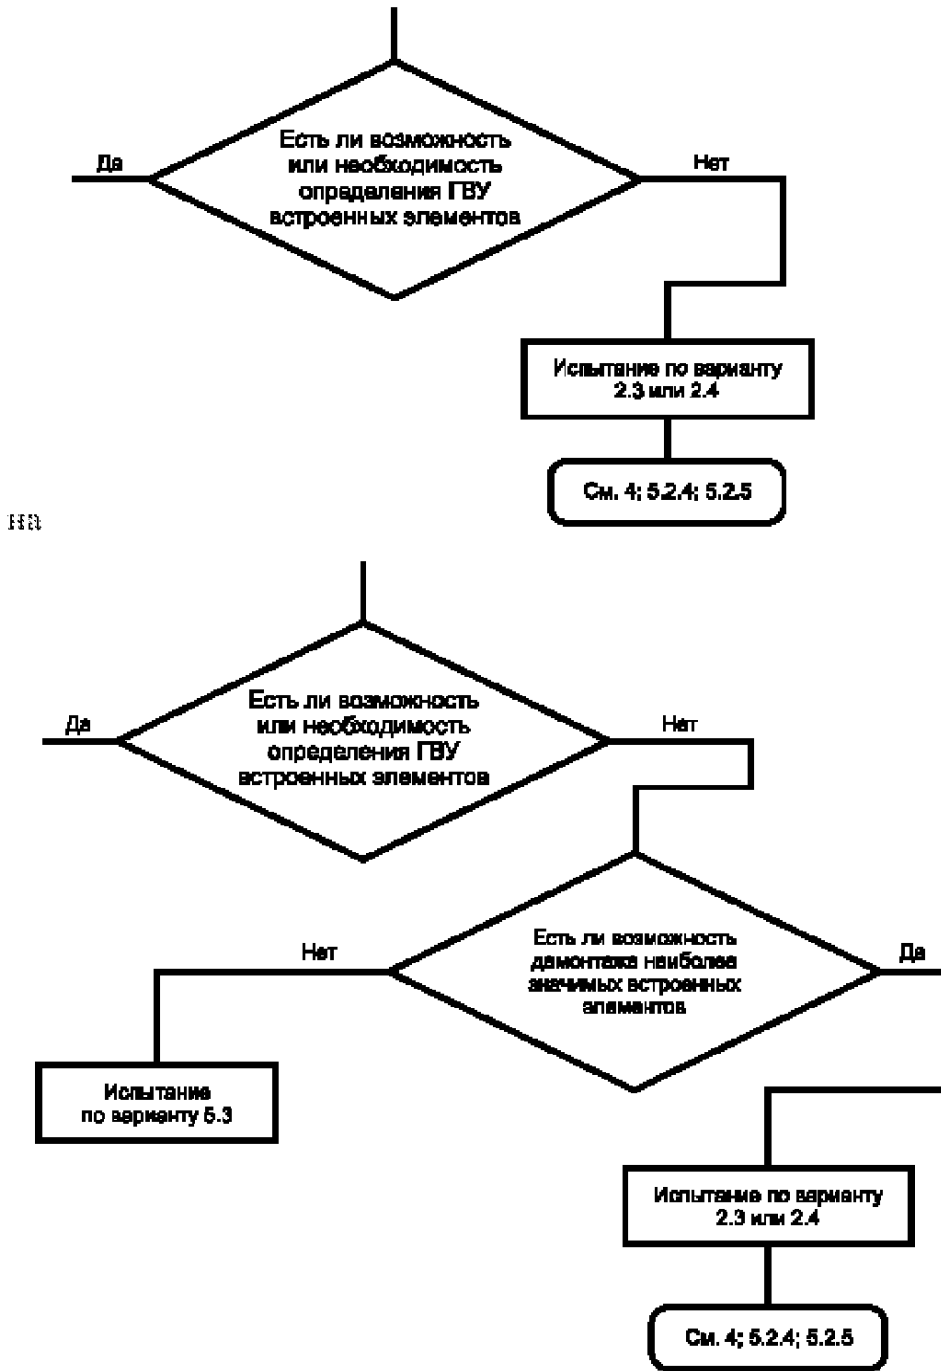 Есть ли возможность
Да
или необходимость
Нет
определения ГВУ
встроенных элементов
Испытание по варианту
2.3 или 2.4
См. 4; 5.2.4; 5.2.5
на
Есть ли возможность
Да
или необходимость
Нет
определения ГВУ
встроенных элементов
Есть ли возможность
Нет
демонтажа наиболее
Да
значимых встроенных
элементов
Испытание
по варианту 5.3
Испытание по варианту
2.3 или 2.4
См. 4; 5.2.4; 5.2.5